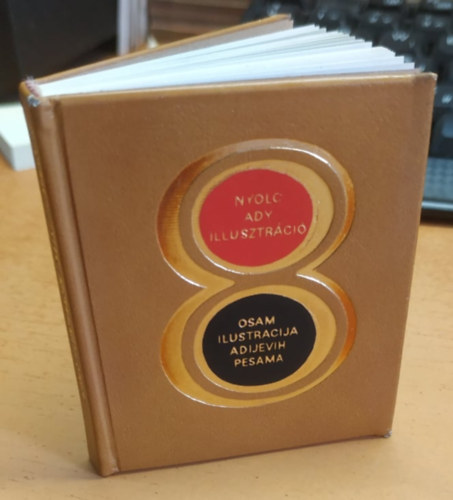 NYOLC
ADY
ILLUSZTRÁCIÓ
OSAM
ILUSTRACIJA
ADIJEVIH
PESAMA